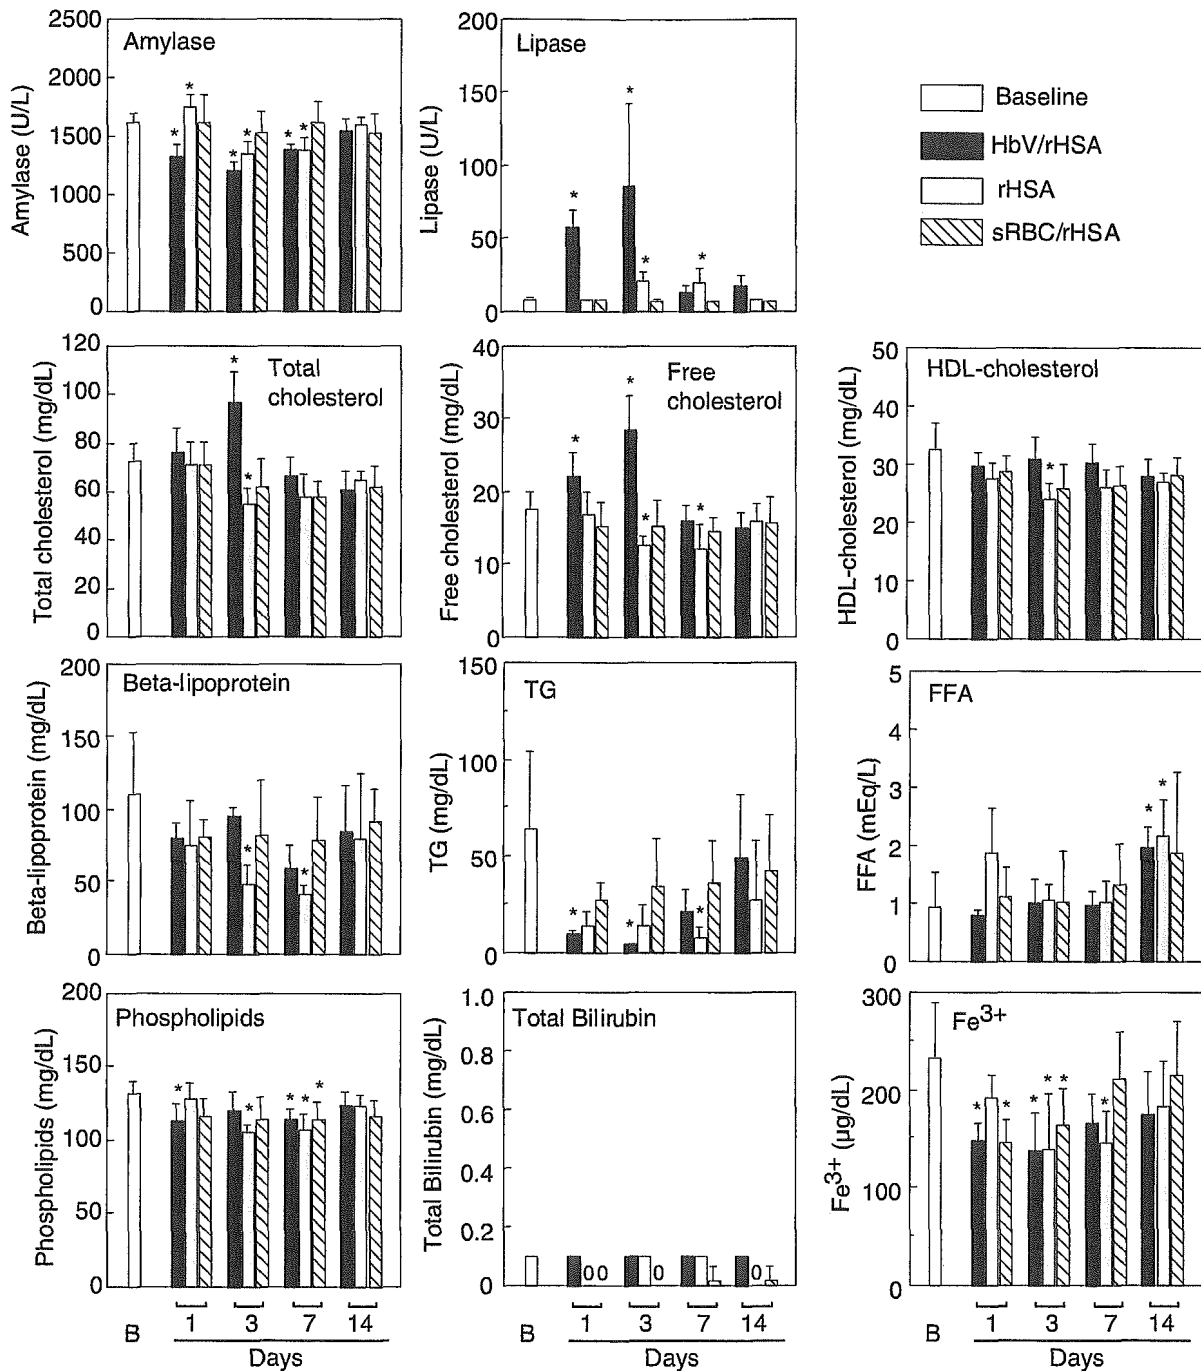 Amylase
Amylase (U/L)
2500
2000
1500
1000
500
0
* * * * * *
Lipase
Lipase (U/L)
200
150
100
50
0
* * * *
Baseline
HbV/rHSA
rHSA
sRBC/rHSA
Total
cholesterol
Total cholesterol (mg/dL)
120
100
80
60
40
20
0
* *
Free
cholesterol
Free cholesterol (mg/dL)
40
30
20
10
0
* * * *
HDL-cholesterol
HDL-cholesterol (mg/dL)
50
40
30
20
10
0
*
Beta-lipoprotein
Beta-lipoprotein (mg/dL)
200
150
100
50
0
* *
TG
TG (mg/dL)
150
100
50
0
* * *
FFA
FFA (mEq/L)
5
4
3
2
1
0
* *
Phospholipids
Phospholipids (mg/dL)
200
150
100
50
0
* * * * *
B 1 3 7 14
Days
Total Bilirubin
Total Bilirubin (mg/dL)
1.0
0.8
0.6
0.4
0.2
0
0 0 0 0
B 1 3 7 14
Days
Fe3+
Fe3+ (µg/dL)
300
200
100
0
* * * * * *
B 1 3 7 14
Days